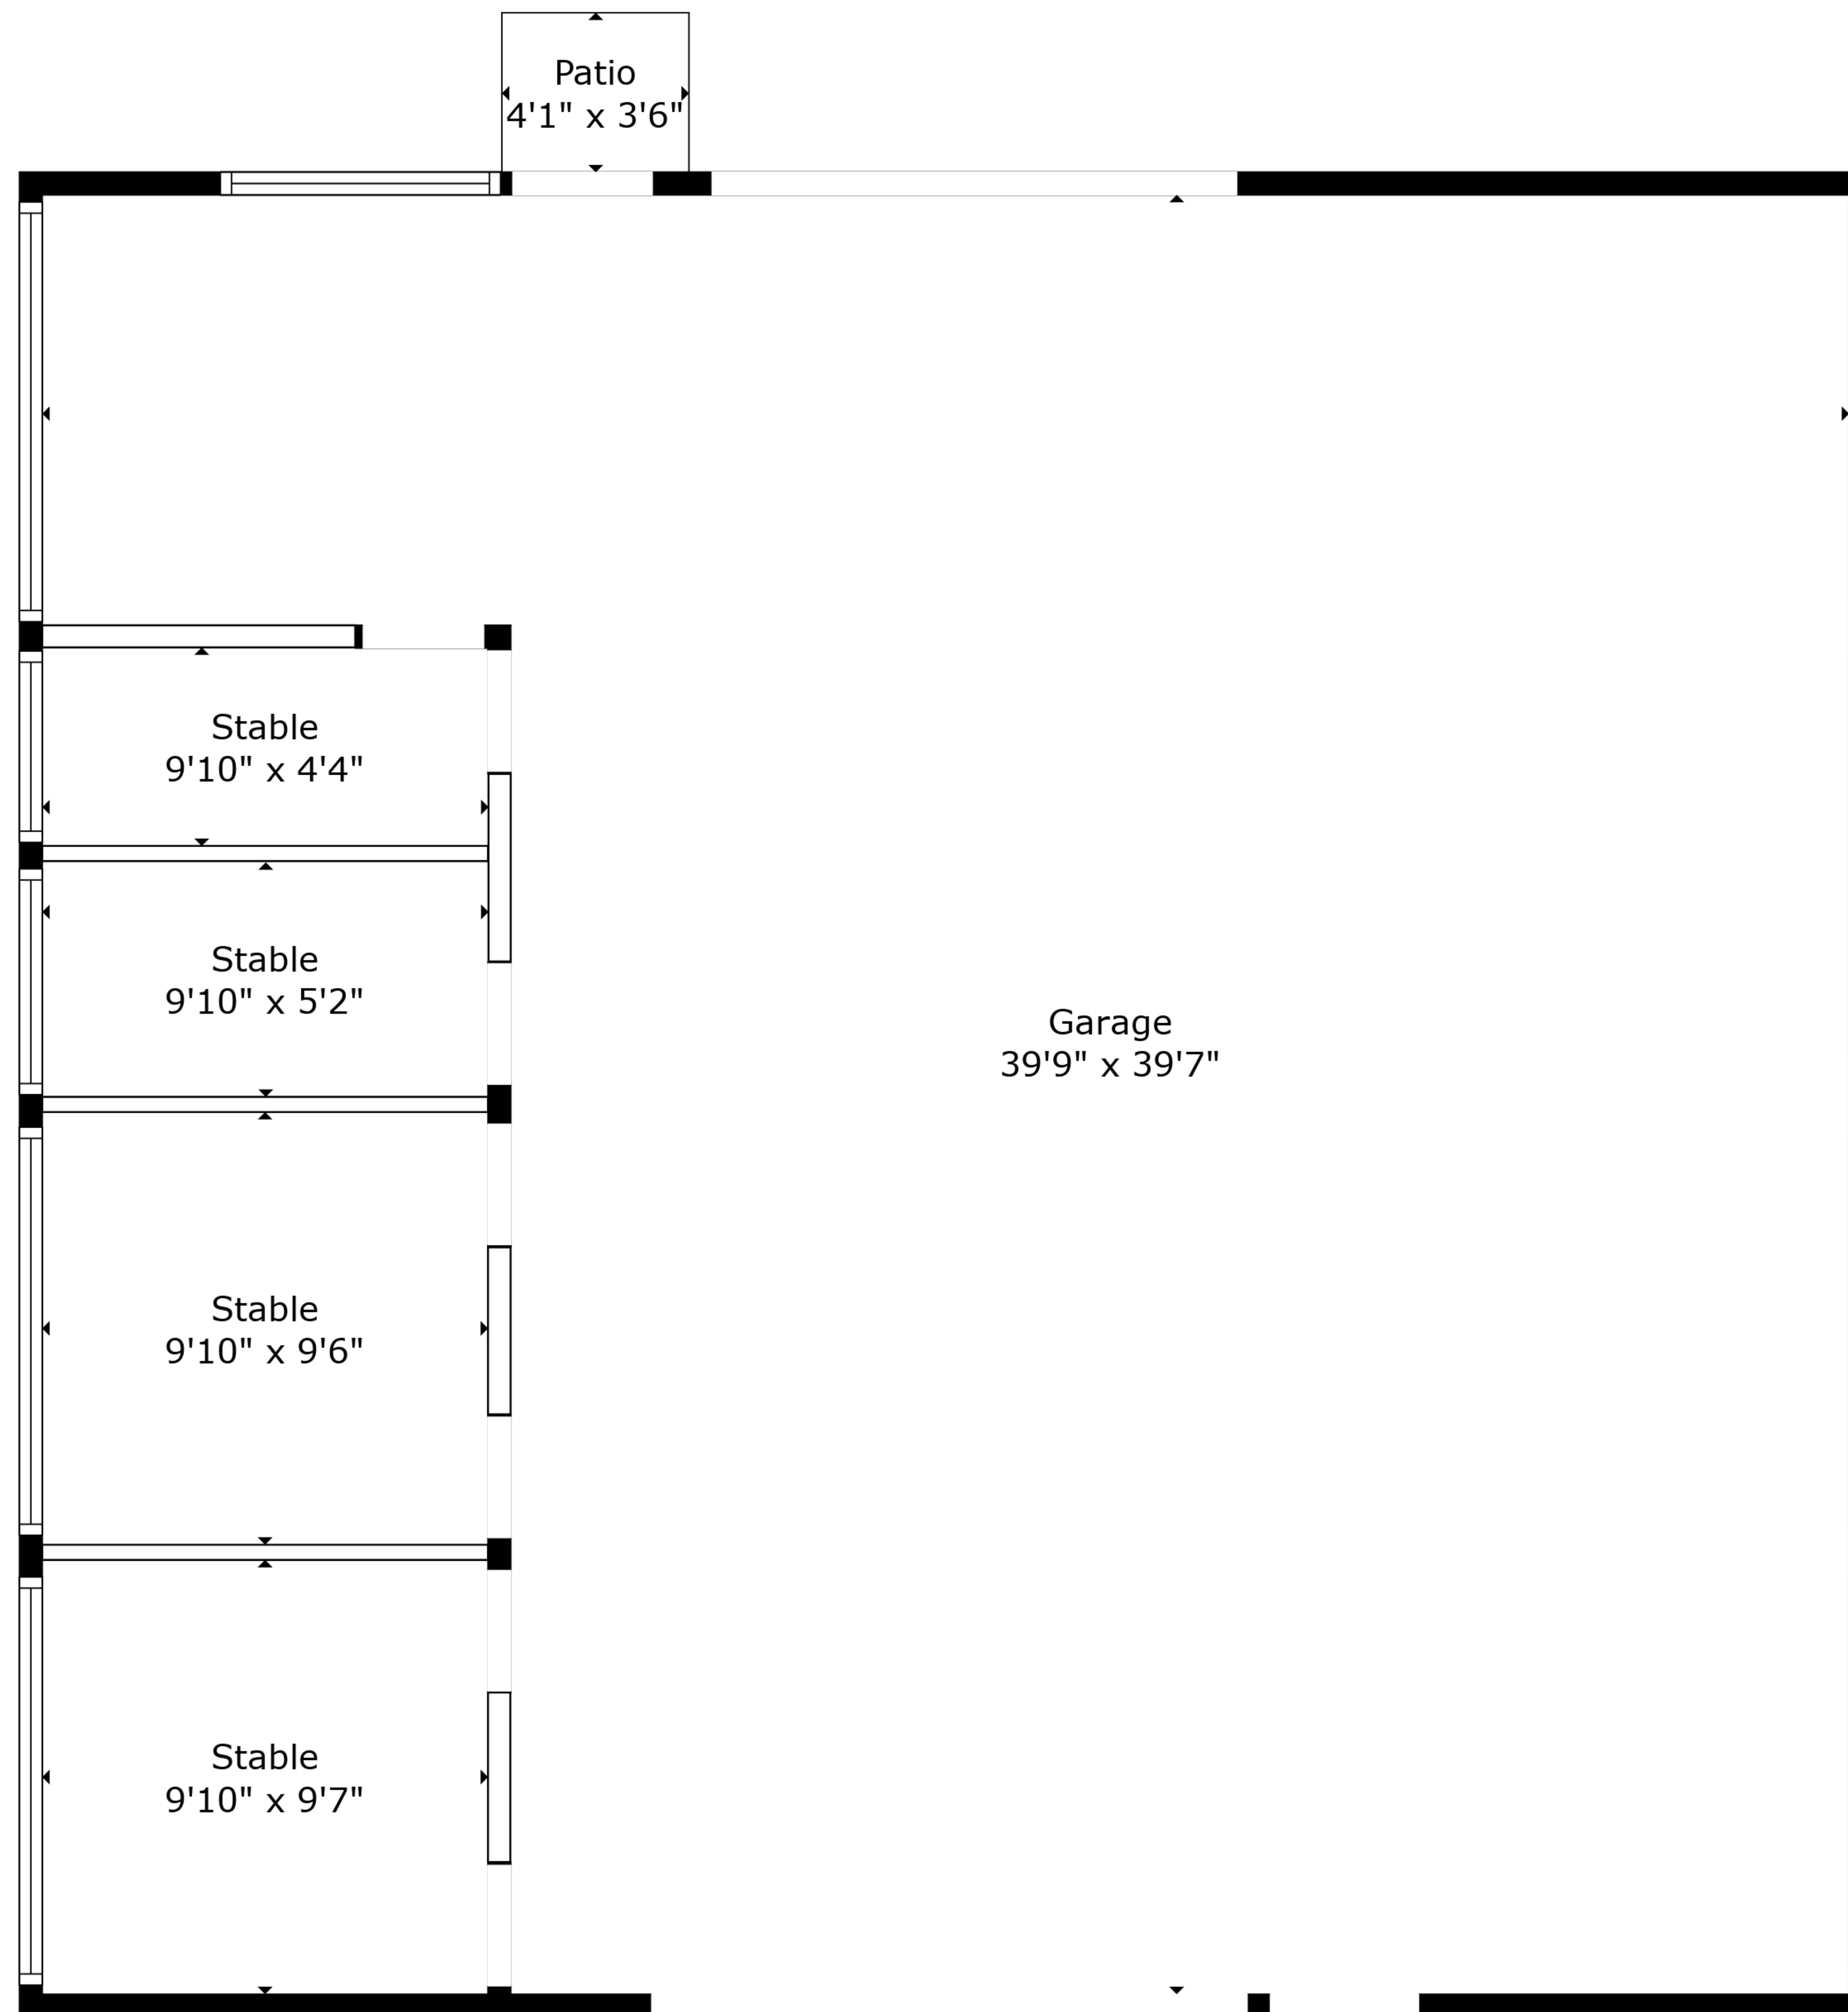 Patio
4'1" x 3'6"
Stable
9'10" x 4'4"
Stable
9'10" x 5'2"
Garage
39'9" x 39'7"
Stable
9'10" x 9'6"
Stable
9'10" x 9'7"